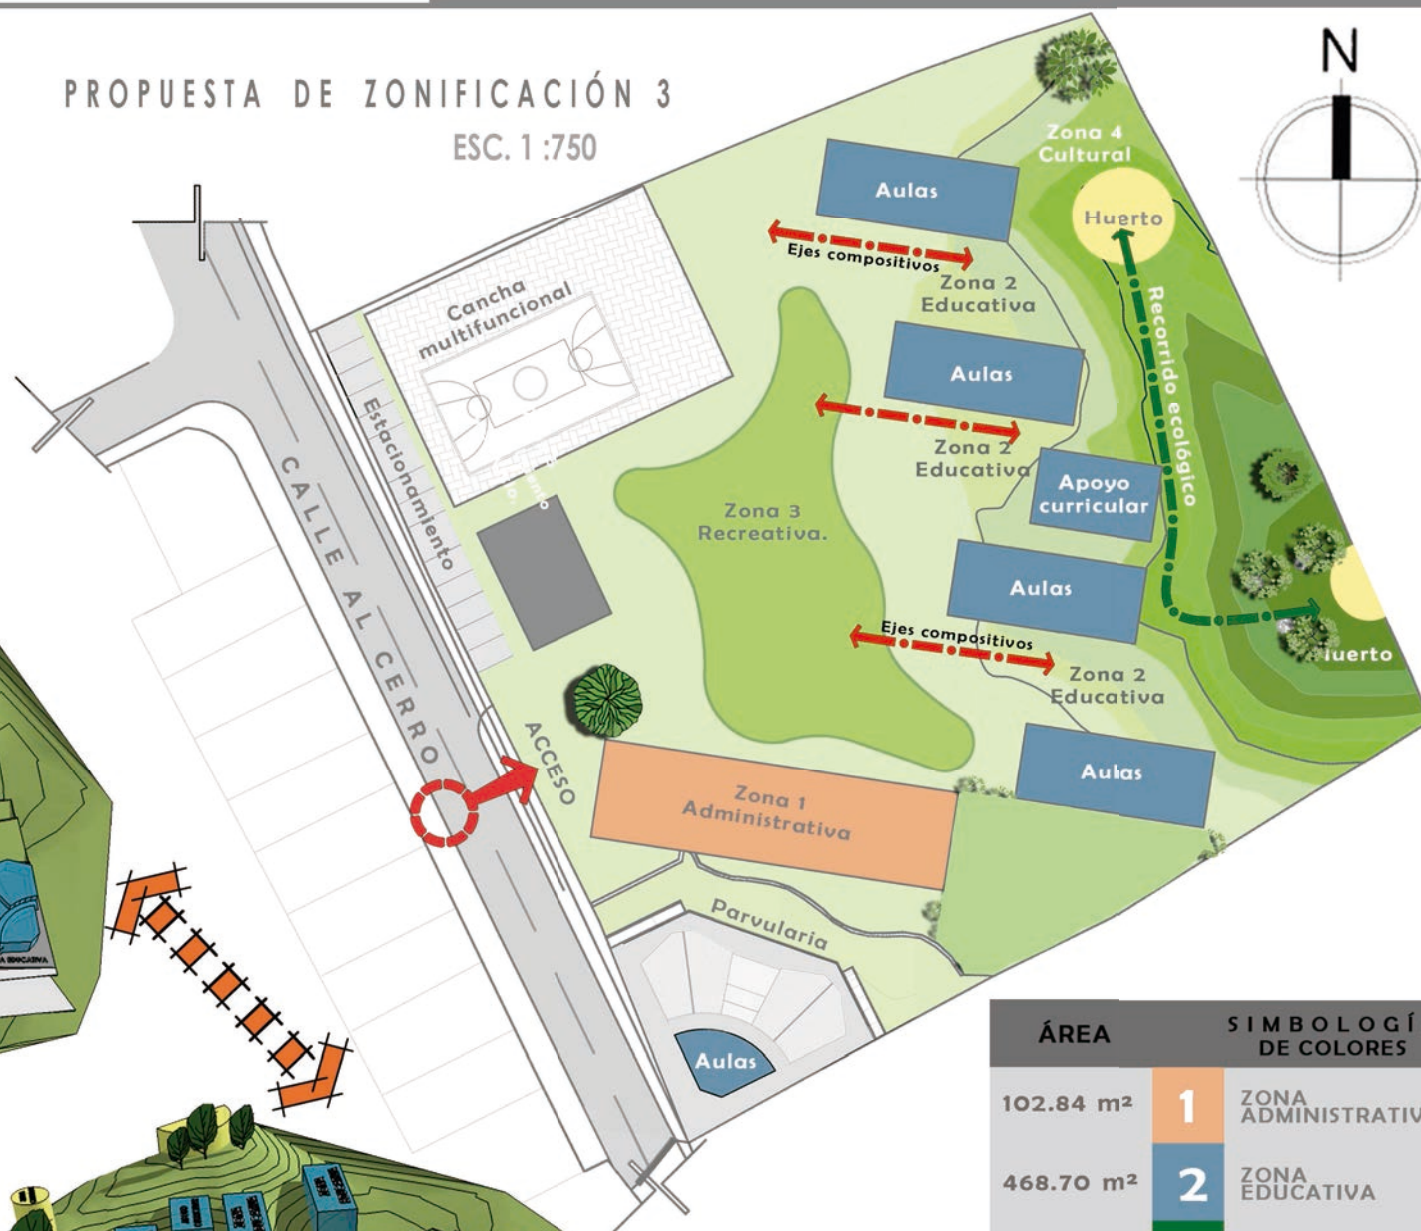 PROPUESTA DE ZONIFICACIÓN 3
ESC. 1 :750
N
Zona 4
Cultural
Huerto
Aulas
Ejes compositivos
Zona 2
Educativa
Cancha
multifuncional
Recorrido ecológico
Aulas
Estacionamiento
Zona 2
Educativa
Apoyo
curricular
CALLE AL CERRO
Zona 3
Recreativa.
Aulas
Ejes compositivos
uerto
Zona 2
Educativa
ACCESO
Aulas
Zona 1
Administrativa
Parvularia
Aulas
ÁREA
SIMBOLOGÍ
DE COLORES
102.84 m²
1
ZONA
ADMINISTRATIV
468.70 m²
2
ZONA
EDUCATIVA